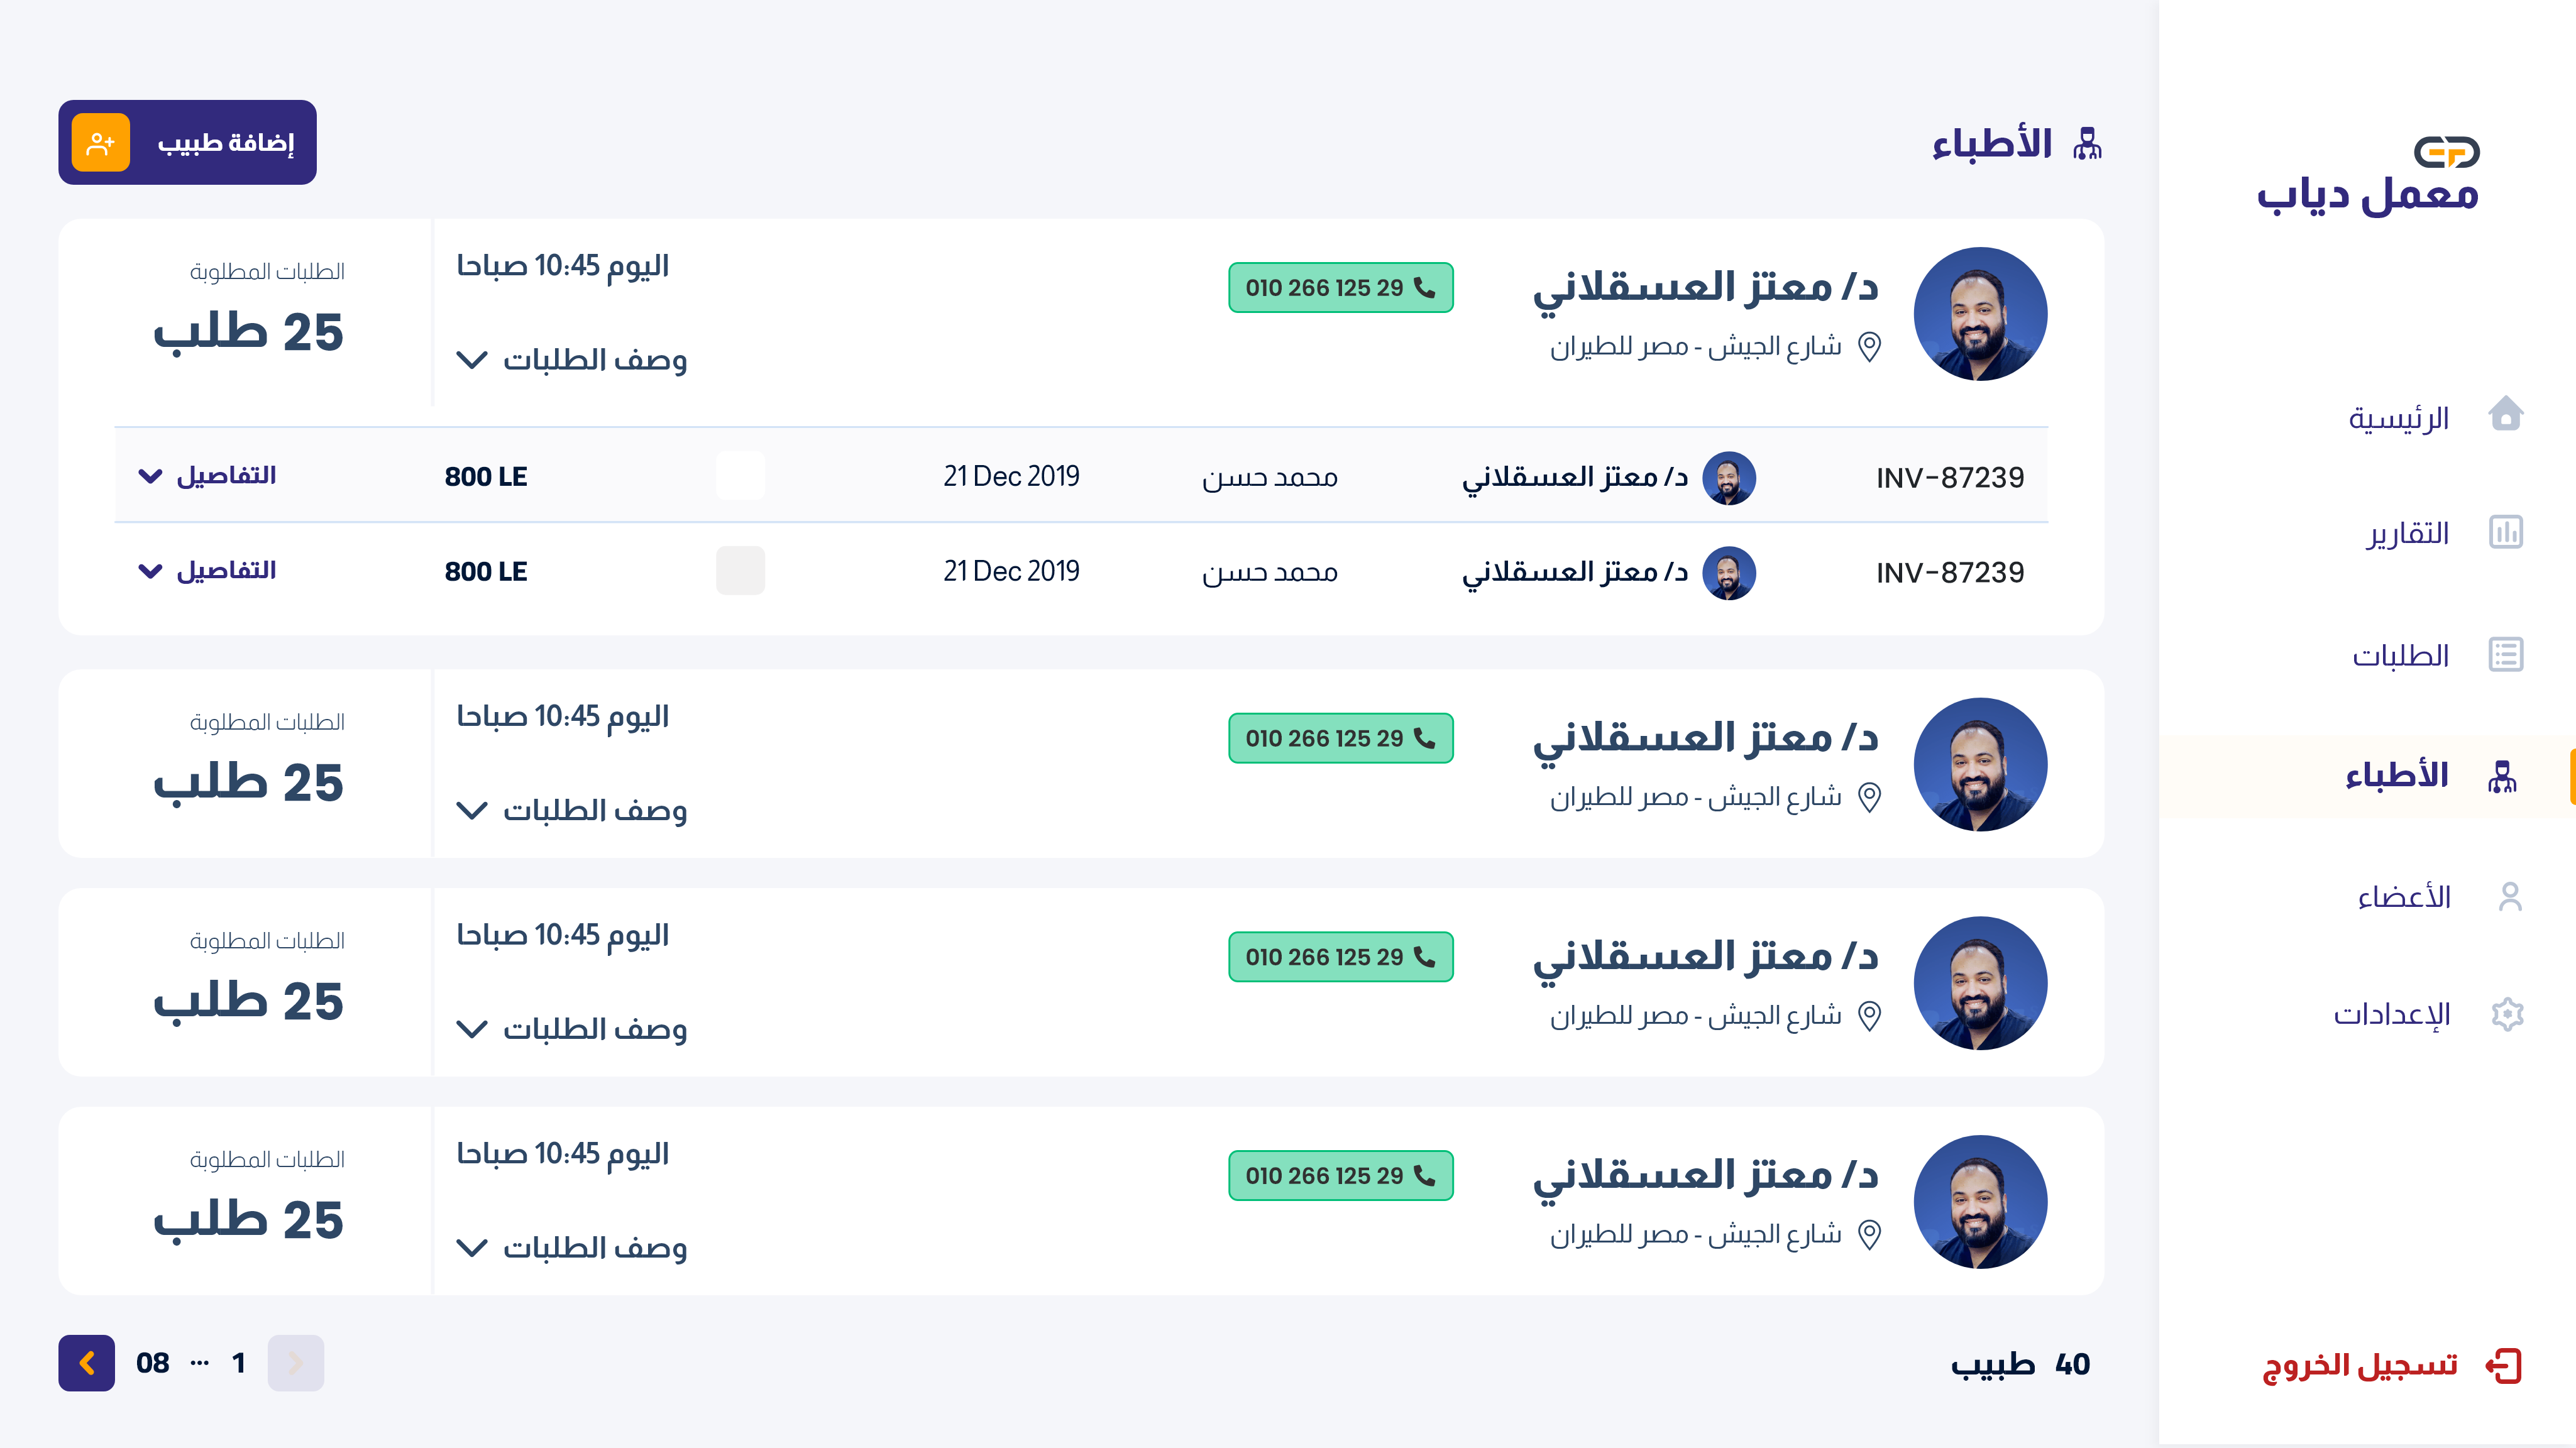 معمل دياب
الرئيسية
التقارير
الطلبات
الأطباء
الأعضاء
الإعدادات
تسجيل الخروج
الأطباء
إضافة طبيب
د/ معتز العسقلاني
شارع الجيش - مصر للطيران
010 266 125 29
اليوم 10:45 صباحا
وصف الطلبات
الطلبات المطلوبة
25 طلب
INV-87239 د/ معتز العسقلاني محمد حسن 21 Dec 2019 800 LE التفاصيل
INV-87239 د/ معتز العسقلاني محمد حسن 21 Dec 2019 800 LE التفاصيل
د/ معتز العسقلاني
شارع الجيش - مصر للطيران
010 266 125 29
اليوم 10:45 صباحا
وصف الطلبات
الطلبات المطلوبة
25 طلب
د/ معتز العسقلاني
شارع الجيش - مصر للطيران
010 266 125 29
اليوم 10:45 صباحا
وصف الطلبات
الطلبات المطلوبة
25 طلب
د/ معتز العسقلاني
شارع الجيش - مصر للطيران
010 266 125 29
اليوم 10:45 صباحا
وصف الطلبات
الطلبات المطلوبة
25 طلب
40 طبيب
1 ... 08